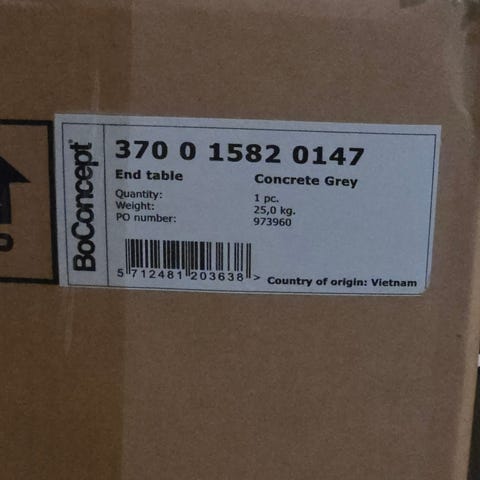 BoConcept®
370 0 1582 0147
End table Concrete Grey
Quantity: 1 pc.
Weight: 25,0 kg.
PO number: 973960
5 712481 203638 >
Country of origin: Vietnam